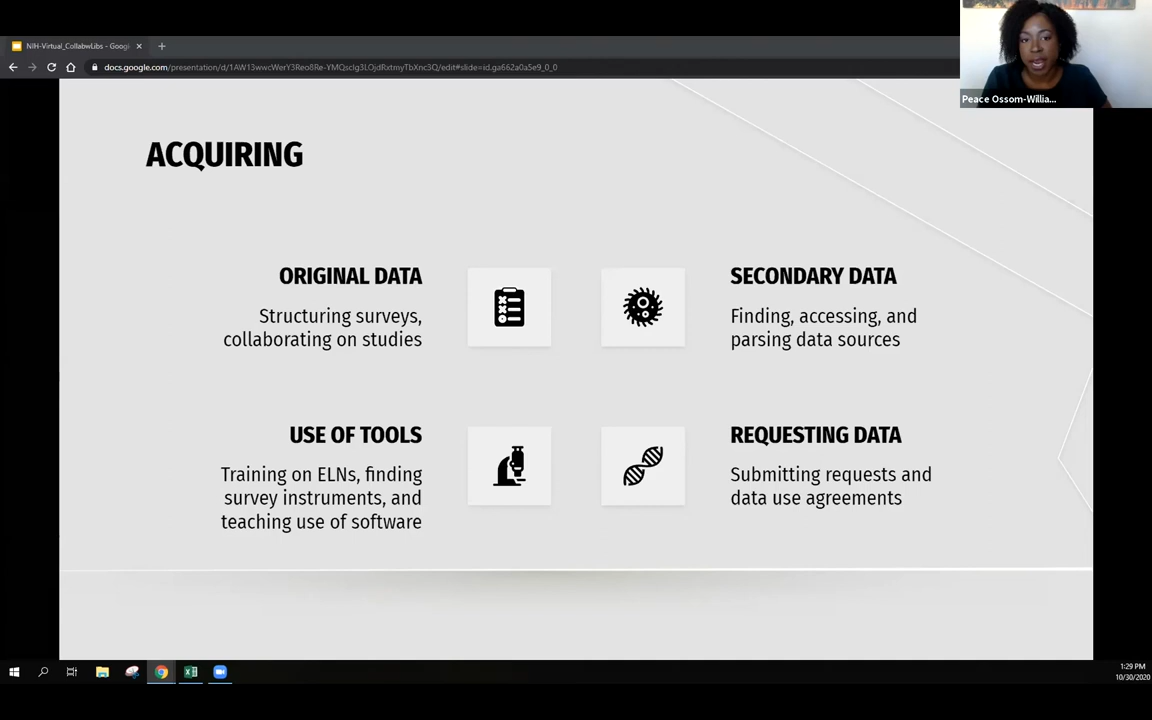 NIH-Virtual_CollabwLibs - Googl
docs.google.com/presentation/d/1AW13wwcWerY3Reo8Re-YMQscIg3LOjdRxtmyTbXnc3Q/edit#slide=id.ga662a0a5e9_0_0
Peace Ossom-Willia...
ACQUIRING
ORIGINAL DATA
Structuring surveys,
collaborating on studies
SECONDARY DATA
Finding, accessing, and
parsing data sources
USE OF TOOLS
Training on ELNs, finding
survey instruments, and
teaching use of software
REQUESTING DATA
Submitting requests and
data use agreements
1:29 PM
10/30/2020